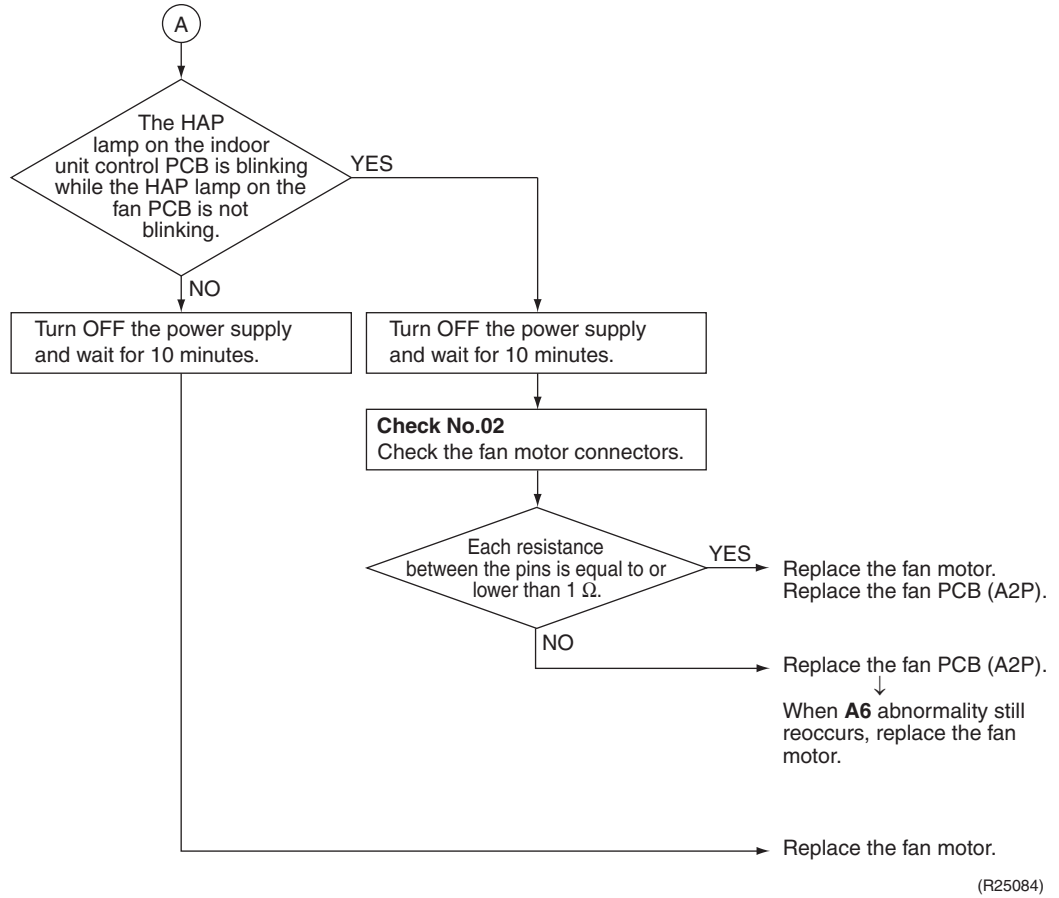 A
The HAP
lamp on the indoor
unit control PCB is blinking
while the HAP lamp on the
fan PCB is not
blinking.
YES
NO
Turn OFF the power supply
and wait for 10 minutes.
Turn OFF the power supply
and wait for 10 minutes.
Check No.02
Check the fan motor connectors.
Each resistance
between the pins is equal to or
lower than 1 Ω.
YES
Replace the fan motor.
Replace the fan PCB (A2P).
NO
Replace the fan PCB (A2P).
↓
When A6 abnormality still
reoccurs, replace the fan
motor.
Replace the fan motor.
(R25084)